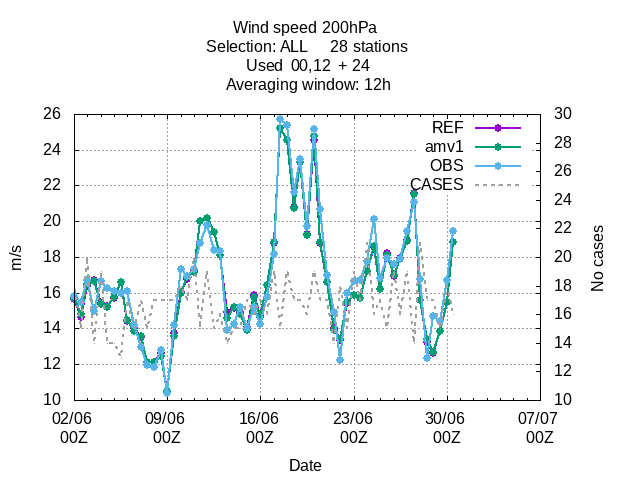 Wind speed 200hPa
Selection: ALL 28 stations
Used 00,12 + 24
Averaging window: 12h
26 30
REF
28
amv1
24
26
OBS
22
CASES
24
20
22
m/s
18
20
No cases
16
18
16
14
14
12
12
10 10
02/06 09/06 16/06 23/06 30/06 07/07
00Z 00Z 00Z 00Z 00Z 00Z
Date